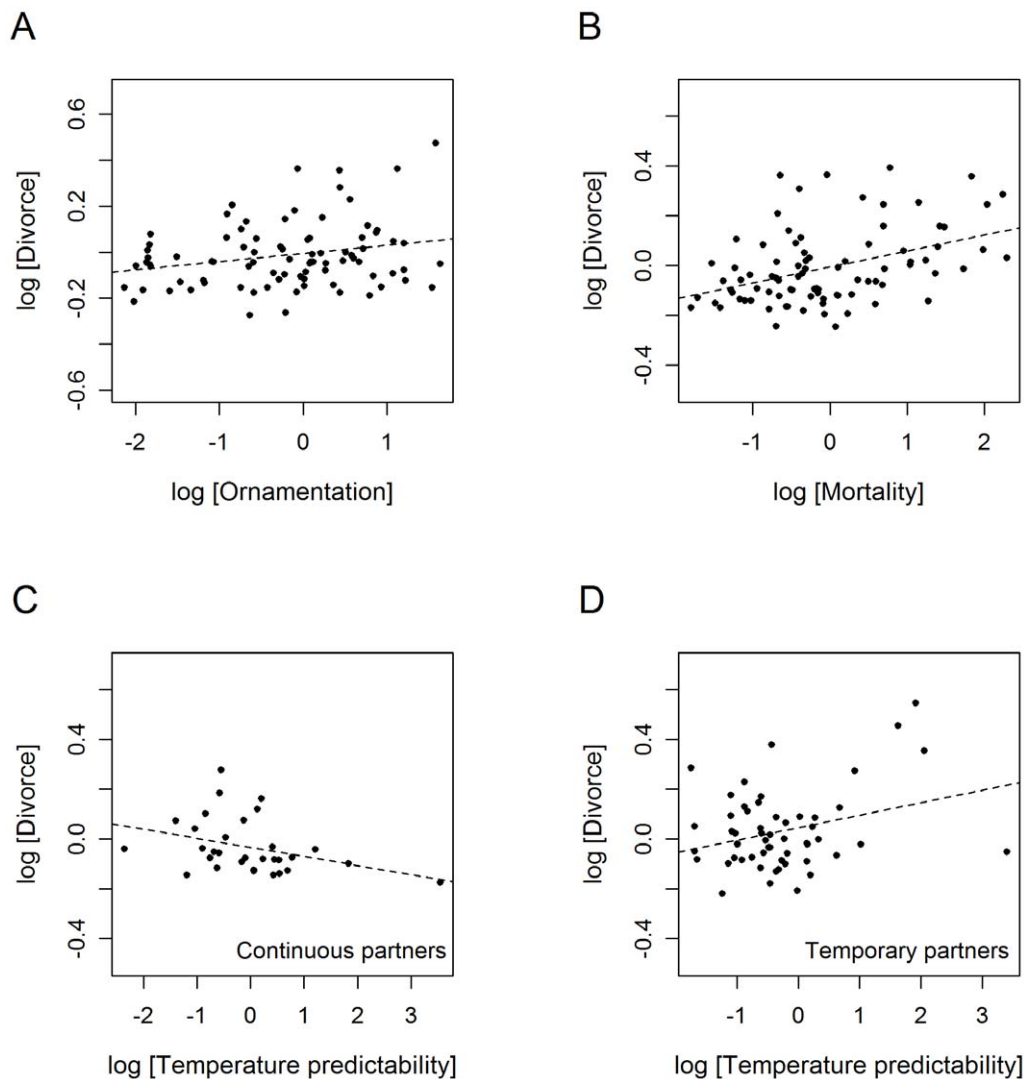 A
B
log [Divorce]
0.6
0.2
-0.2
-0.6
-2
-1
0
1
log [Ornamentation]
log [Divorce]
0.4
0.0
-0.4
-1
0
1
2
log [Mortality]
C
D
log [Divorce]
0.4
0.0
-0.4
Continuous partners
-2
-1
0
1
2
3
log [Temperature predictability]
log [Divorce]
0.4
0.0
-0.4
Temporary partners
-1
0
1
2
3
log [Temperature predictability]